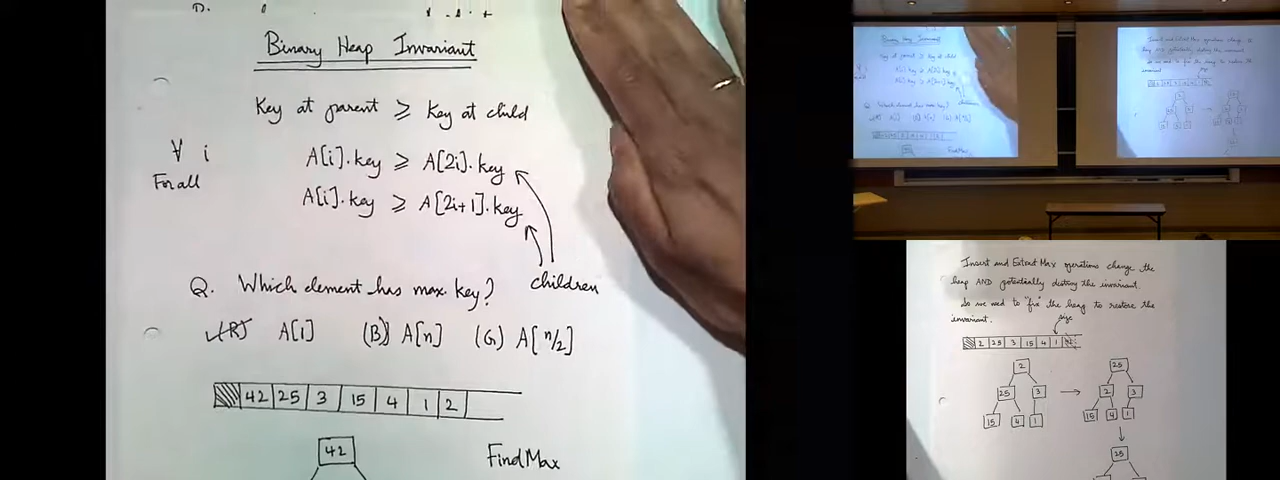 Binary Heap Invariant
Key at parent ⩾ Key at child
∀ i A[i].key ⩾ A[2i].key
For all A[i].key ⩾ A[2i+1].key
children
Q. Which element has max. key?
(R) A[1] (B) A[n] (G) A[n/2]
42 25 3 15 4 1 2
42 FindMax
Insert and Extract Max operations change the
heap AND potentially destroy the invariant.
So we need to "fix" the heap to restore the
invariant.
size
2 25 3 15 4 1
2 25
25 3 → 2 3
15 4 1 15 4 1
25